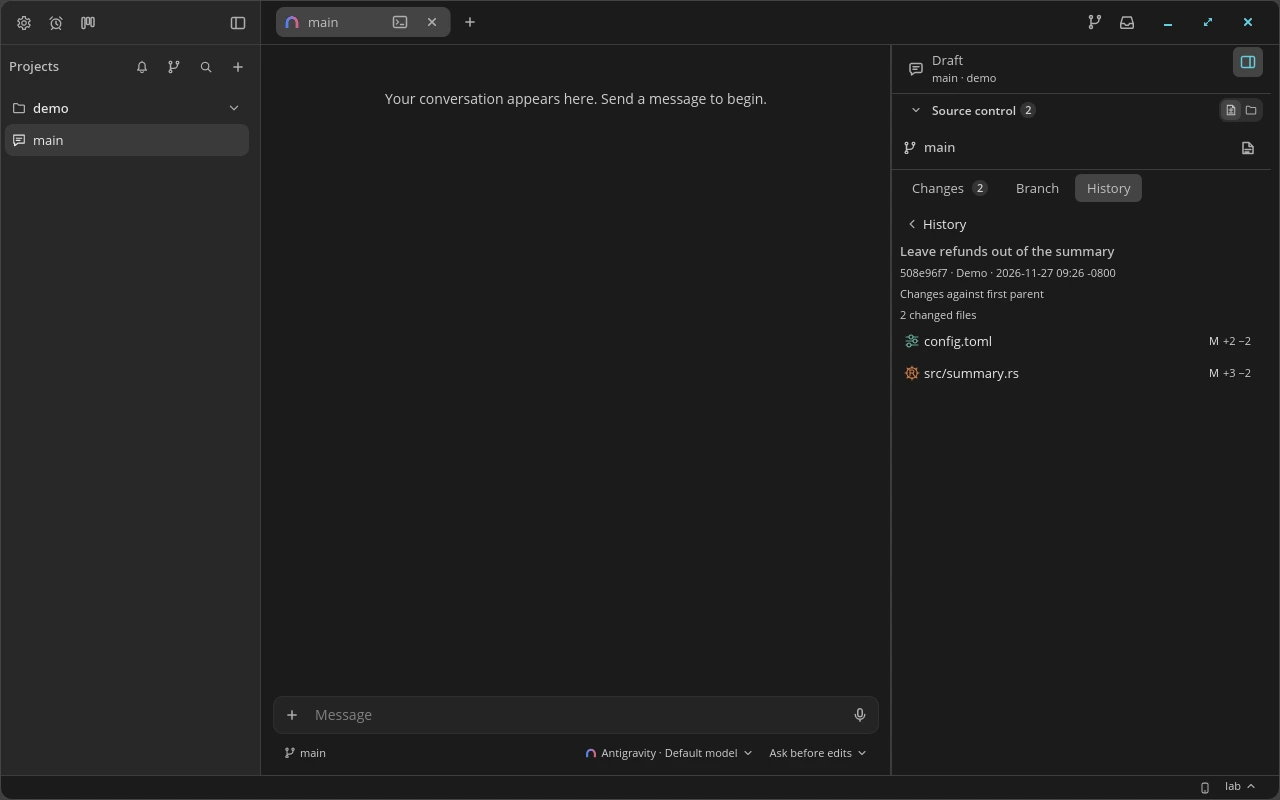 main
Projects
demo
main
Your conversation appears here. Send a message to begin.
Message
main
Antigravity · Default model
Ask before edits
Draft
main · demo
Source control 2
main
Changes 2 Branch History
History
Leave refunds out of the summary
508e96f7 · Demo · 2026-11-27 09:26 -0800
Changes against first parent
2 changed files
config.toml M +2 −2
src/summary.rs M +3 −2
lab